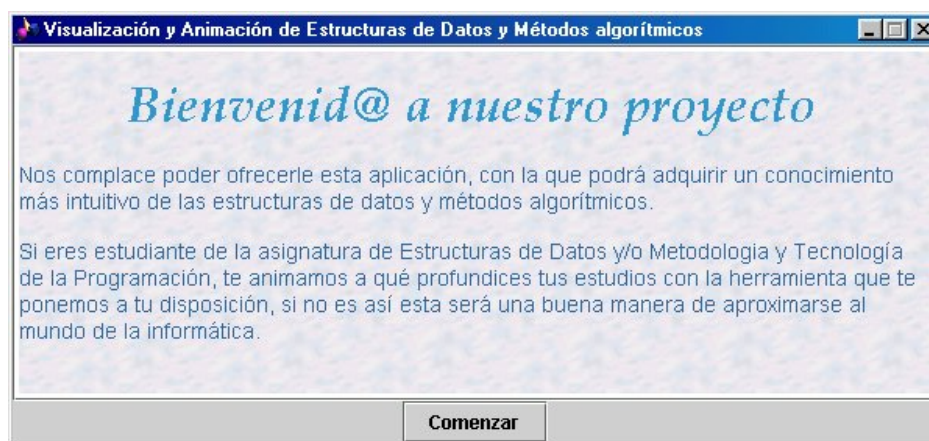 Visualización y Animación de Estructuras de Datos y Métodos algorítmicos
Bienvenid@ a nuestro proyecto
Nos complace poder ofrecerle esta aplicación, con la que podrá adquirir un conocimiento
más intuitivo de las estructuras de datos y métodos algorítmicos.
Si eres estudiante de la asignatura de Estructuras de Datos y/o Metodologia y Tecnología
de la Programación, te animamos a qué profundices tus estudios con la herramienta que te
ponemos a tu disposición, si no es así esta será una buena manera de aproximarse al
mundo de la informática.
Comenzar